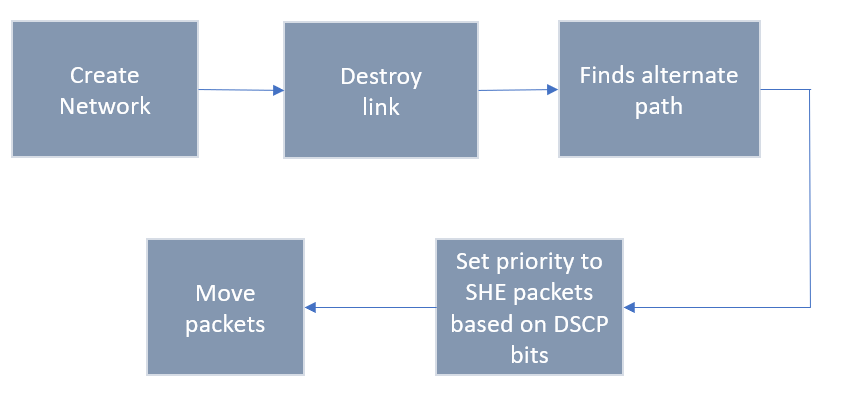 Create
Network
Destroy
link
Finds alternate
path
Set priority to
SHE packets
based on DSCP
bits
Move
packets